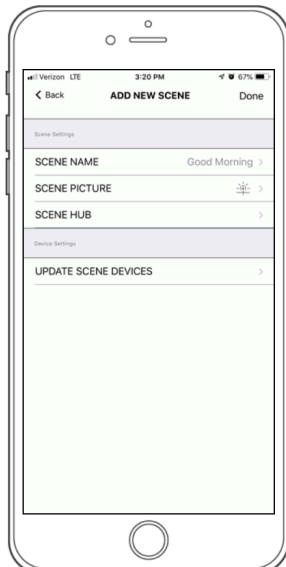 Verizon LTE 3:20 PM 67%
Back ADD NEW SCENE Done
Scene Settings
SCENE NAME Good Morning
SCENE PICTURE
SCENE HUB
Device Settings
UPDATE SCENE DEVICES